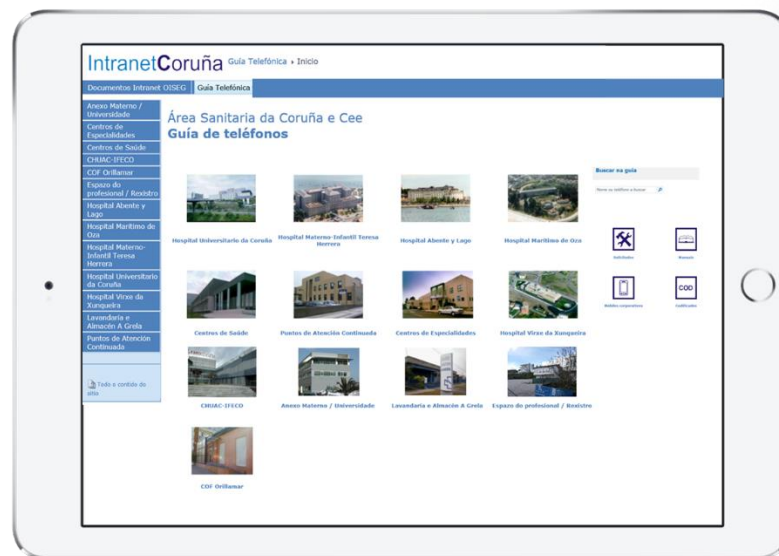 IntranetCoruña Guía Telefónica › Inicio
Documentos Intranet OISEG Guía Telefónica
Anexo Materno /
Universidade
Centros de
Especialidades
Centros de Saúde
CHUAC-IFECO
COF Orillamar
Espazo do
profesional / Rexistro
Hospital Abente y
Lago
Hospital Marítimo de
Oza
Hospital Materno-
Infantil Teresa
Herrera
Hospital Universitario
da Coruña
Hospital Virxe da
Xunqueira
Lavandaría e
Almacén A Grela
Puntos de Atención
Continuada
Todo o contido do
sitio
Área Sanitaria da Coruña e Cee
Guía de teléfonos
Hospital Universitario da Coruña
Hospital Materno-Infantil Teresa
Herrera
Hospital Abente y Lago
Hospital Marítimo de Oza
Centros de Saúde
Puntos de Atención Continuada
Centros de Especialidades
Hospital Virxe da Xunqueira
CHUAC-IFECO
Anexo Materno / Universidade
Lavandaría e Almacén A Grela
Espazo do profesional / Rexistro
COF Orillamar
Buscar na guía
COD